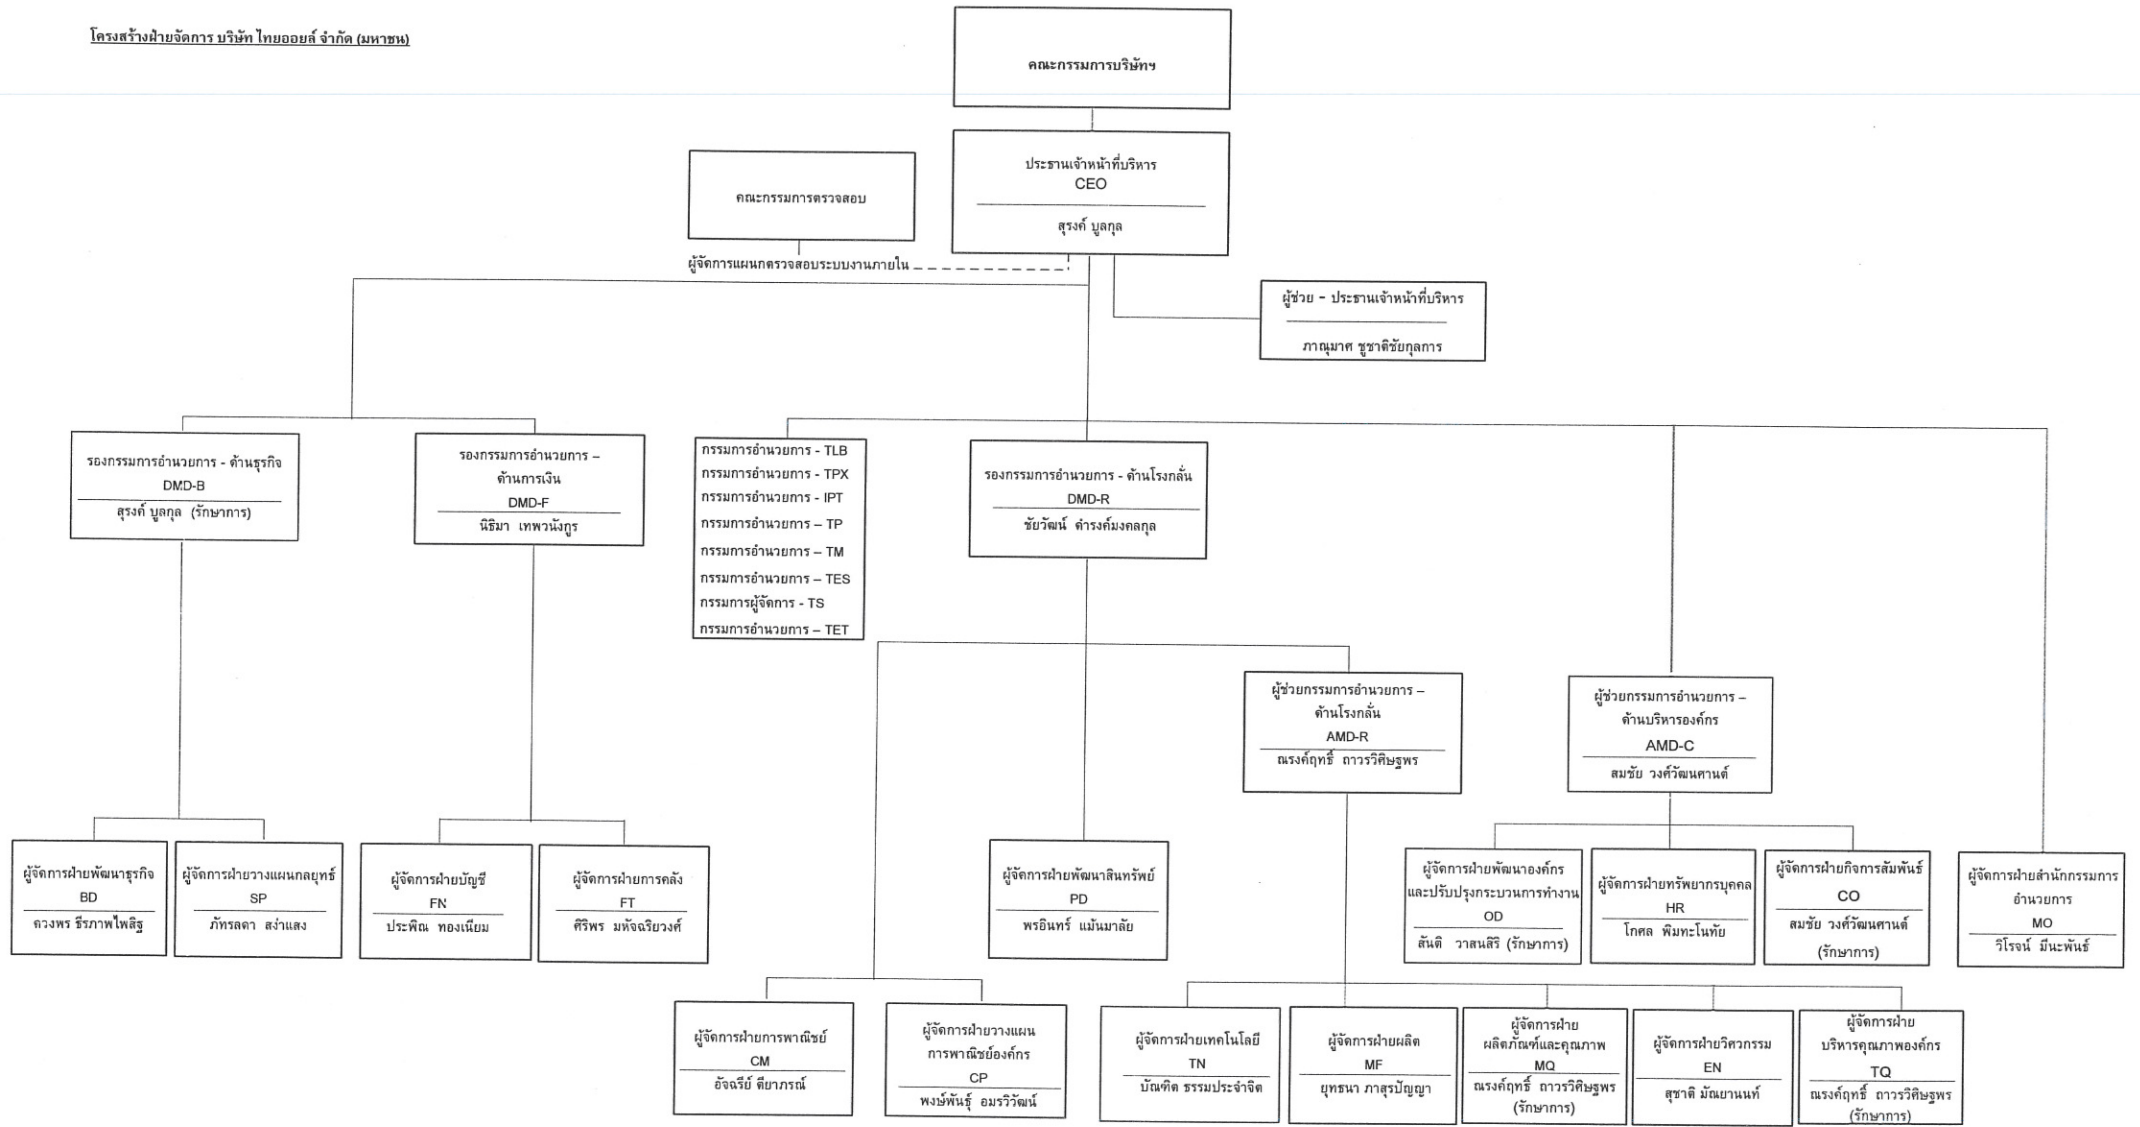 โครงสร้างฝ่ายจัดการ บริษัท ไทยออยล์ จำกัด (มหาชน)
คณะกรรมการบริษัทฯ
ประธานเจ้าหน้าที่บริหาร
CEO
สุรงค์ บูลกุล
คณะกรรมการตรวจสอบ
ผู้จัดการแผนกตรวจสอบระบบงานภายใน
ผู้ช่วย - ประธานเจ้าหน้าที่บริหาร
ภาณุมาศ ชูชาติชัยกุลการ
รองกรรมการอำนวยการ - ด้านธุรกิจ
DMD-B
สุรงค์ บูลกุล (รักษาการ)
รองกรรมการอำนวยการ –
ด้านการเงิน
DMD-F
นิธิมา เทพวนังกูร
กรรมการอำนวยการ - TLB
กรรมการอำนวยการ - TPX
กรรมการอำนวยการ - IPT
กรรมการอำนวยการ – TP
กรรมการอำนวยการ – TM
กรรมการอำนวยการ – TES
กรรมการผู้จัดการ - TS
กรรมการอำนวยการ – TET
รองกรรมการอำนวยการ - ด้านโรงกลั่น
DMD-R
ชัยวัฒน์ ดำรงค์มงคลกุล
ผู้ช่วยกรรมการอำนวยการ –
ด้านโรงกลั่น
AMD-R
ณรงค์ฤทธิ์ ถาวรวิศิษฐพร
ผู้ช่วยกรรมการอำนวยการ –
ด้านบริหารองค์กร
AMD-C
สมชัย วงศ์วัฒนศานต์
ผู้จัดการฝ่ายพัฒนาธุรกิจ
BD
ดวงพร ธีรภาพไพสิฐ
ผู้จัดการฝ่ายวางแผนกลยุทธ์
SP
ภัทรลดา สง่าแสง
ผู้จัดการฝ่ายบัญชี
FN
ประพิณ ทองเนียม
ผู้จัดการฝ่ายการคลัง
FT
ศิริพร มหัจฉริยวงศ์
ผู้จัดการฝ่ายพัฒนาสินทรัพย์
PD
พรอินทร์ แม้นมาลัย
ผู้จัดการฝ่ายพัฒนาองค์กร
และปรับปรุงกระบวนการทำงาน
OD
สันติ วาสนสิริ (รักษาการ)
ผู้จัดการฝ่ายทรัพยากรบุคคล
HR
โกศล พิมทะโนทัย
ผู้จัดการฝ่ายกิจการสัมพันธ์
CO
สมชัย วงศ์วัฒนศานต์
(รักษาการ)
ผู้จัดการฝ่ายสำนักกรรมการ
อำนวยการ
MO
วิโรจน์ มีนะพันธ์
ผู้จัดการฝ่ายการพาณิชย์
CM
อัจฉรีย์ ตียาภรณ์
ผู้จัดการฝ่ายวางแผน
การพาณิชย์องค์กร
CP
พงษ์พันธุ์ อมรวิวัฒน์
ผู้จัดการฝ่ายเทคโนโลยี
TN
บัณฑิต ธรรมประจำจิต
ผู้จัดการฝ่ายผลิต
MF
ยุทธนา ภาสุรปัญญา
ผู้จัดการฝ่าย
ผลิตภัณฑ์และคุณภาพ
MQ
ณรงค์ฤทธิ์ ถาวรวิศิษฐพร
(รักษาการ)
ผู้จัดการฝ่ายวิศวกรรม
EN
สุชาติ มัณยานนท์
ผู้จัดการฝ่าย
บริหารคุณภาพองค์กร
TQ
ณรงค์ฤทธิ์ ถาวรวิศิษฐพร
(รักษาการ)